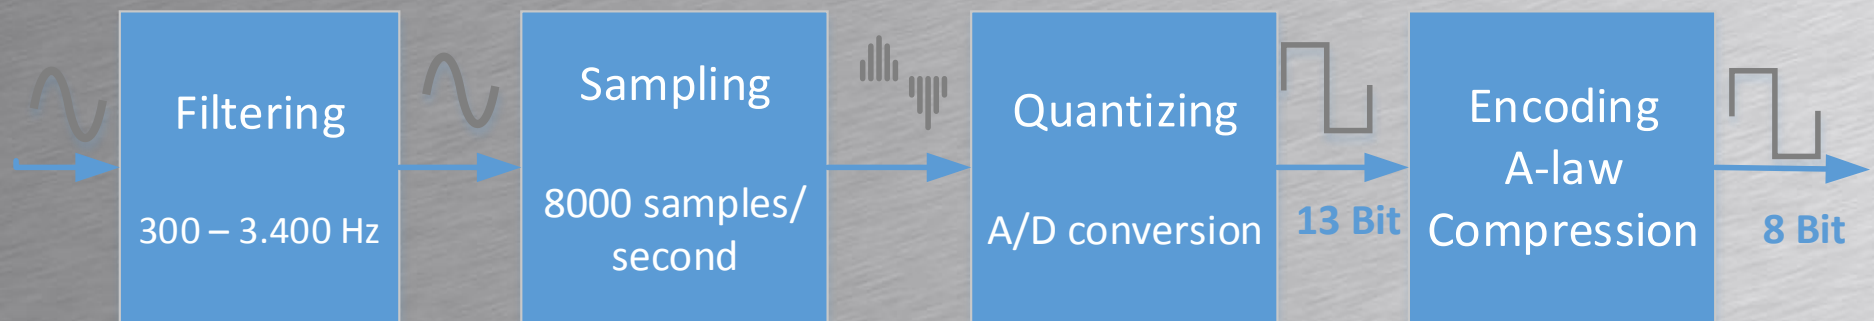 Filtering
300 – 3.400 Hz
Sampling
8000 samples/
second
Quantizing
A/D conversion
13 Bit
Encoding
A-law
Compression
8 Bit